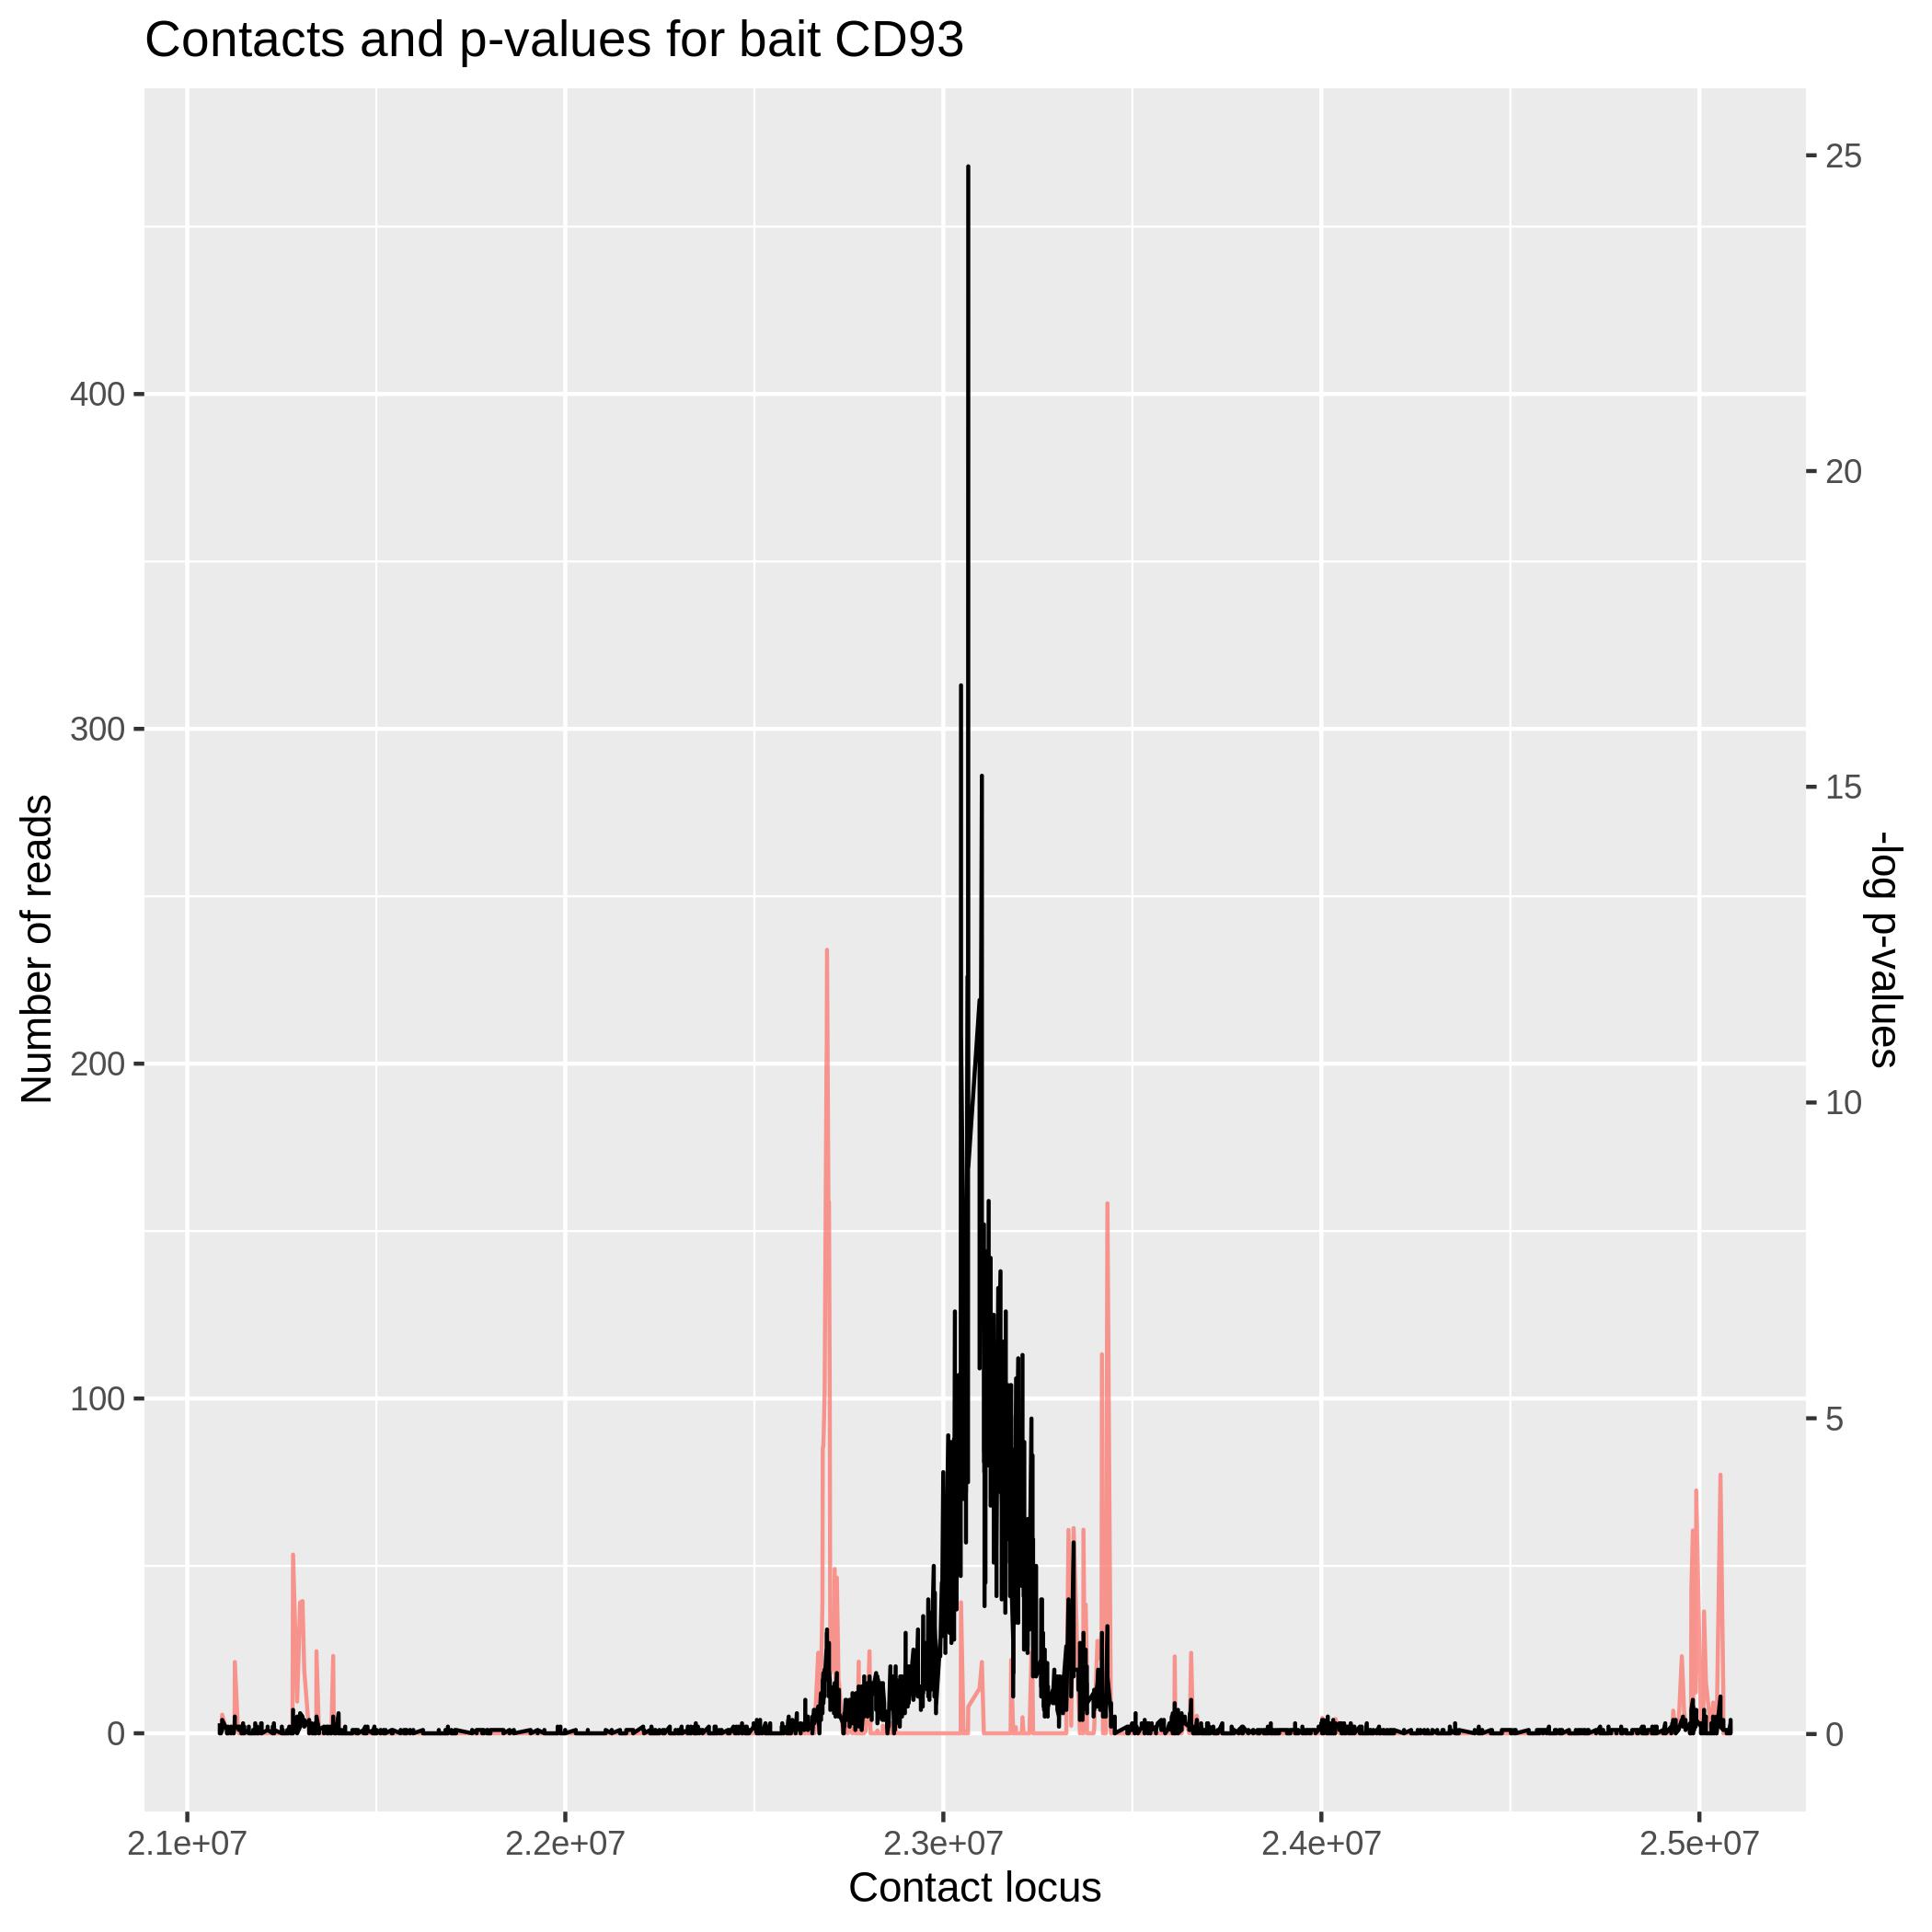 Contacts and p-values for bait CD93
Number of reads
400
300
200
100
0
25
20
15
10
5
0
-log p-values
2.1e+07
2.2e+07
2.3e+07
2.4e+07
2.5e+07
Contact locus